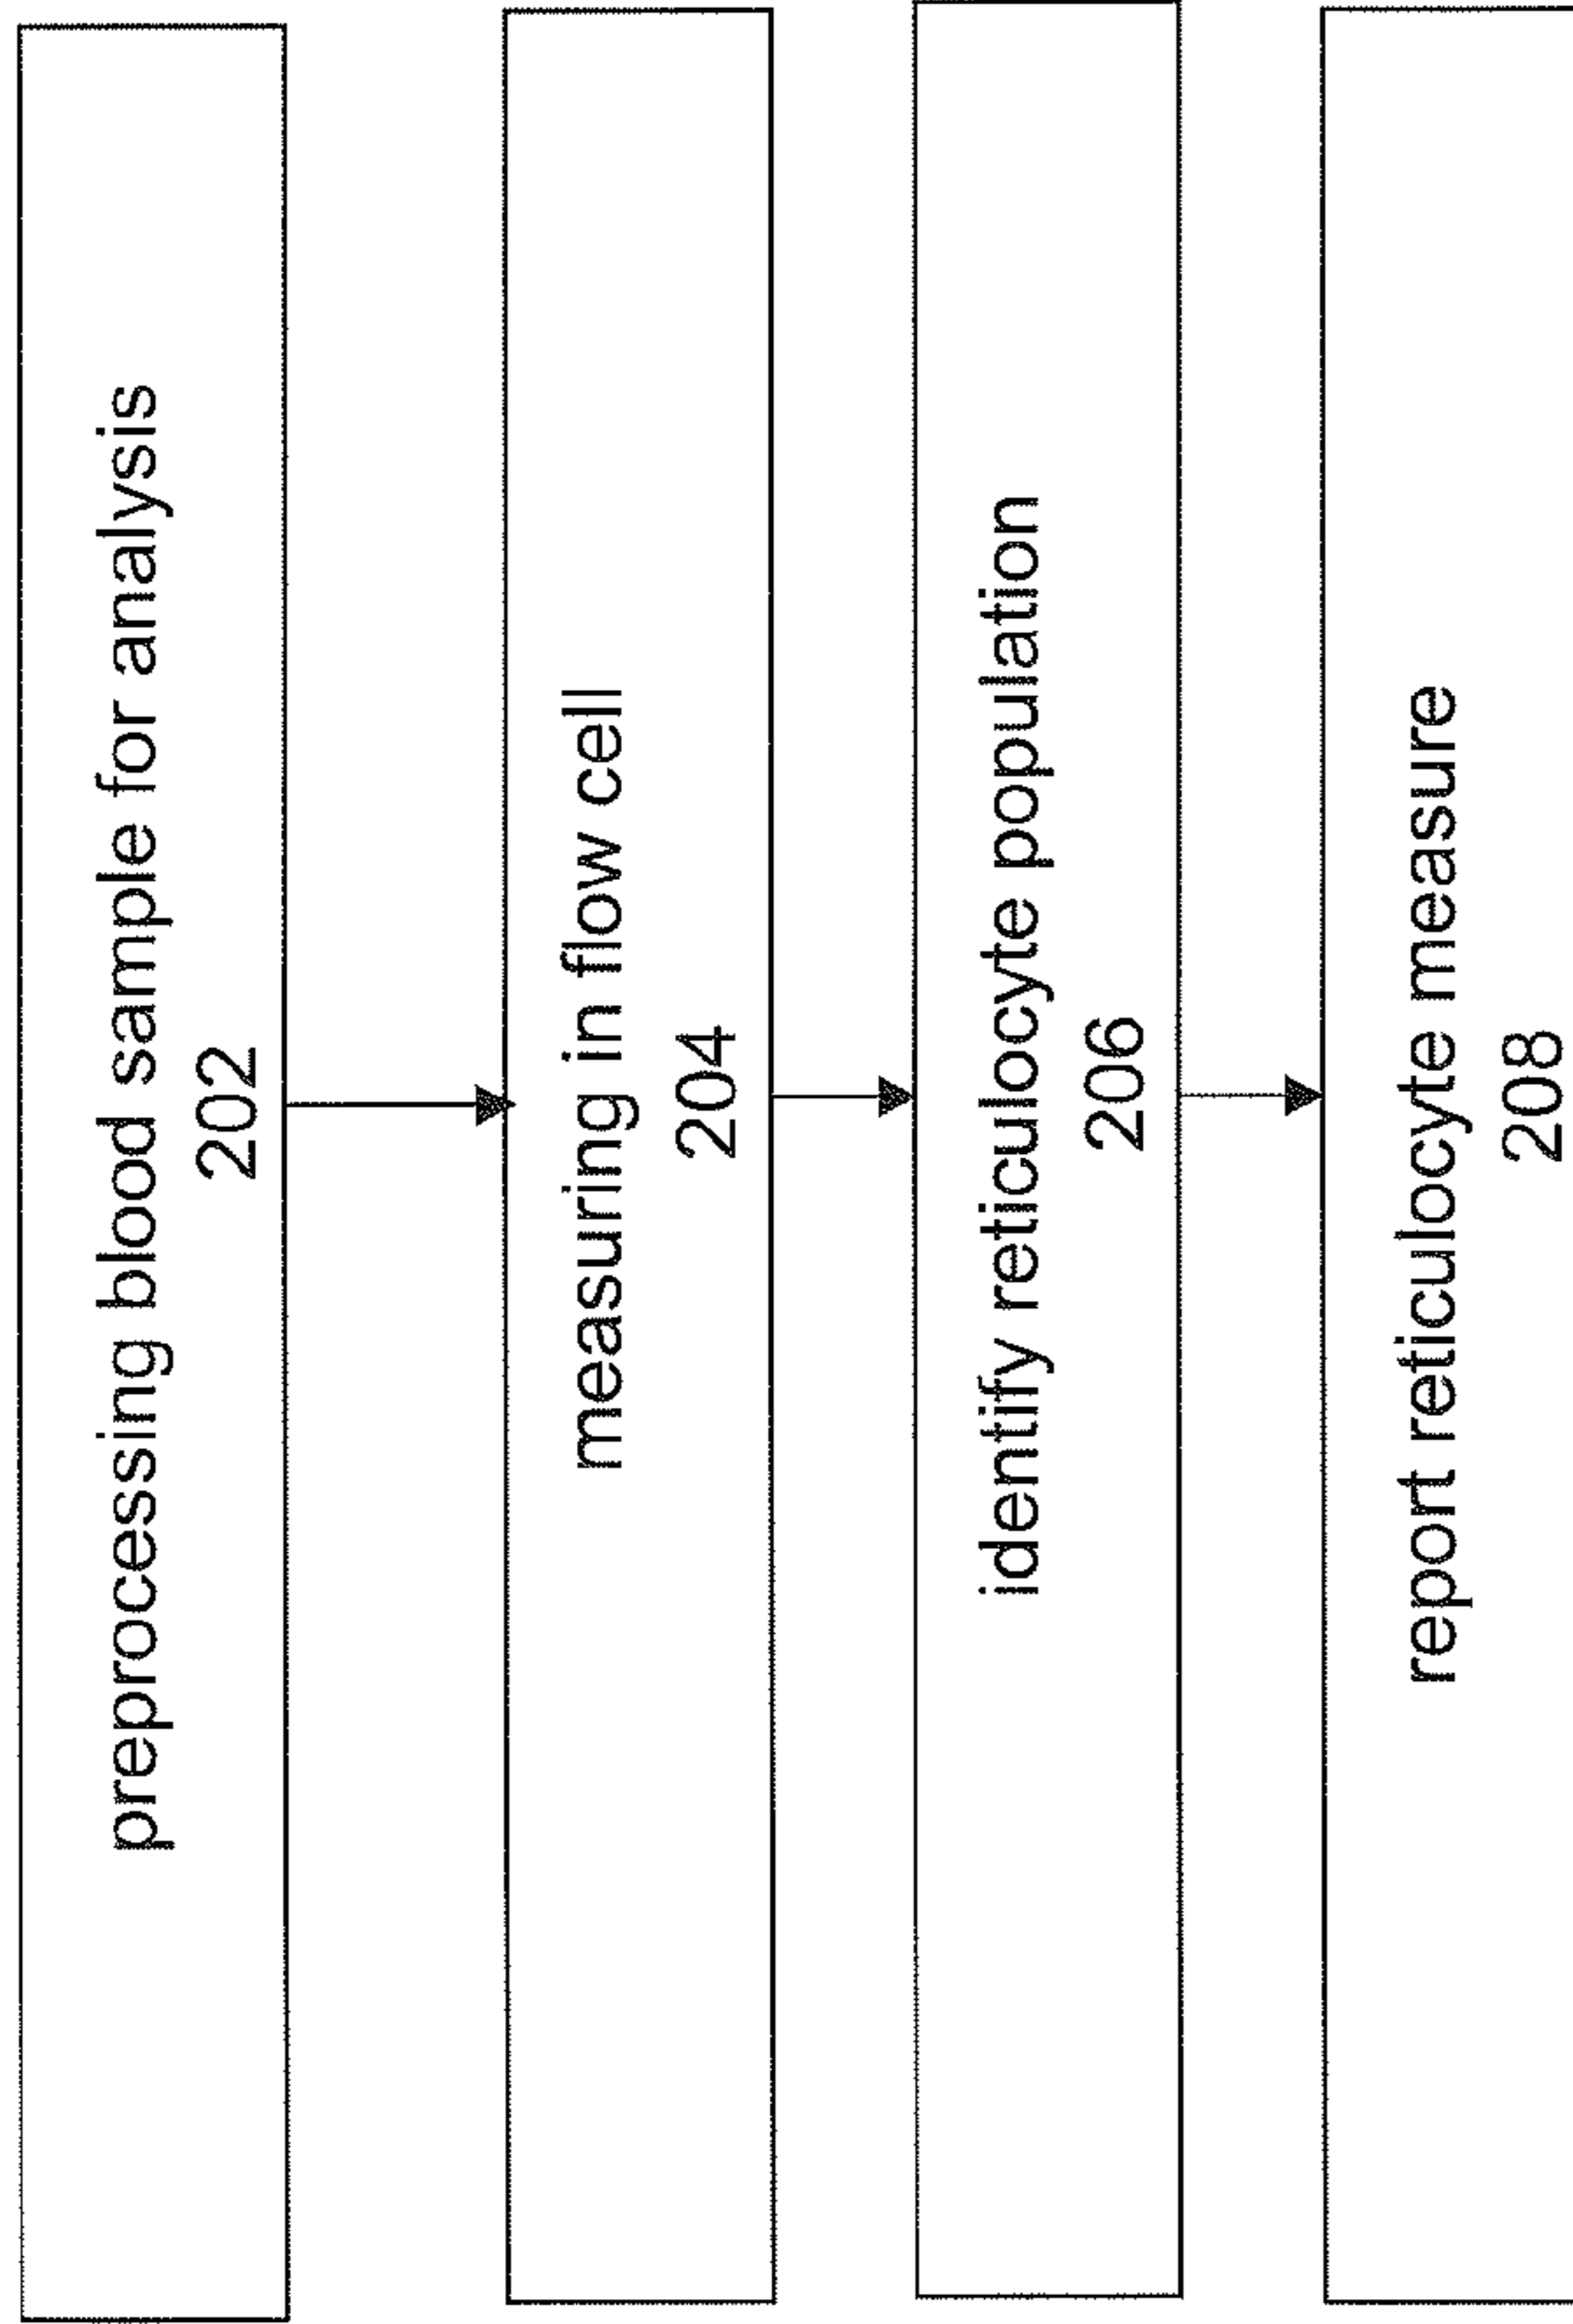 preprocessing blood sample for analysis
202
measuring in flow cell
204
identify reticulocyte population
206
report reticulocyte measure
208